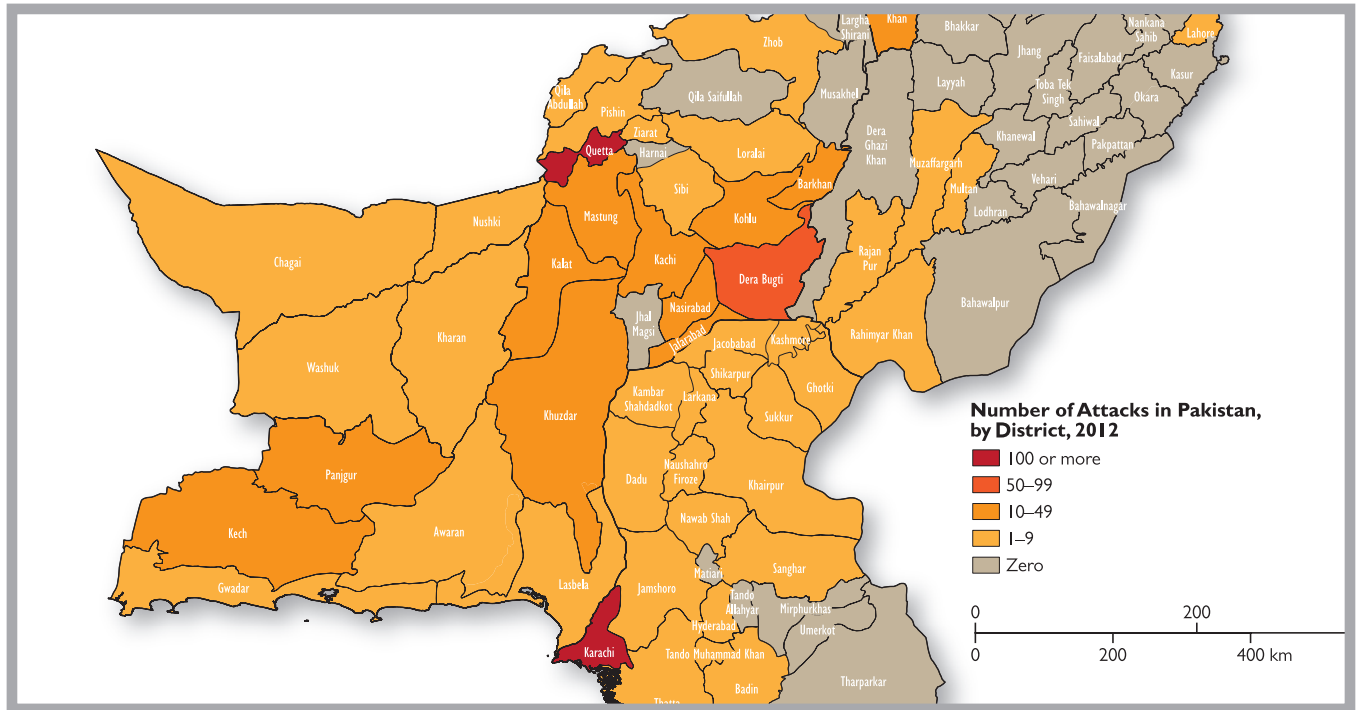 Largha
Shirani
Khan
Bhakkar
Nankana
Sahib
Lahore
Zhob
Jhang
Faisalabad
Kasur
Qila
Abdullah
Pishin
Qila Saifullah
Musakhel
Layyah
Toba Tek
Singh
Okara
Ziarat
Quetta
Harnai
Loralai
Dera
Ghazi
Khan
Khanewal
Sahiwal
Pakpattan
Muzaffargarh
Vehari
Sibi
Barkhan
Multan
Lodhran
Bahawalnagar
Nushki
Mastung
Kohlu
Chagai
Kalat
Kachi
Dera Bugti
Rajan
Pur
Nasirabad
Bahawalpur
Kharan
Jhal
Magsi
Jafarabad
Jacobabad
Kashmore
Rahimyar Khan
Washuk
Shikarpur
Khuzdar
Kambar
Shahdadkot
Larkana
Sukkur
Ghotki
Panjgur
Dadu
Naushahro
Firoze
Khairpur
Kech
Awaran
Nawab Shah
Gwadar
Lasbela
Jamshoro
Matiari
Sanghar
Tando
Allahyar
Mirpurkhas
Hyderabad
Umerkot
Karachi
Tando Muhammad Khan
Tharparkar
Thatta
Badin
Number of Attacks in Pakistan,
by District, 2012
100 or more
50–99
10–49
1–9
Zero
0 200
0 200 400 km